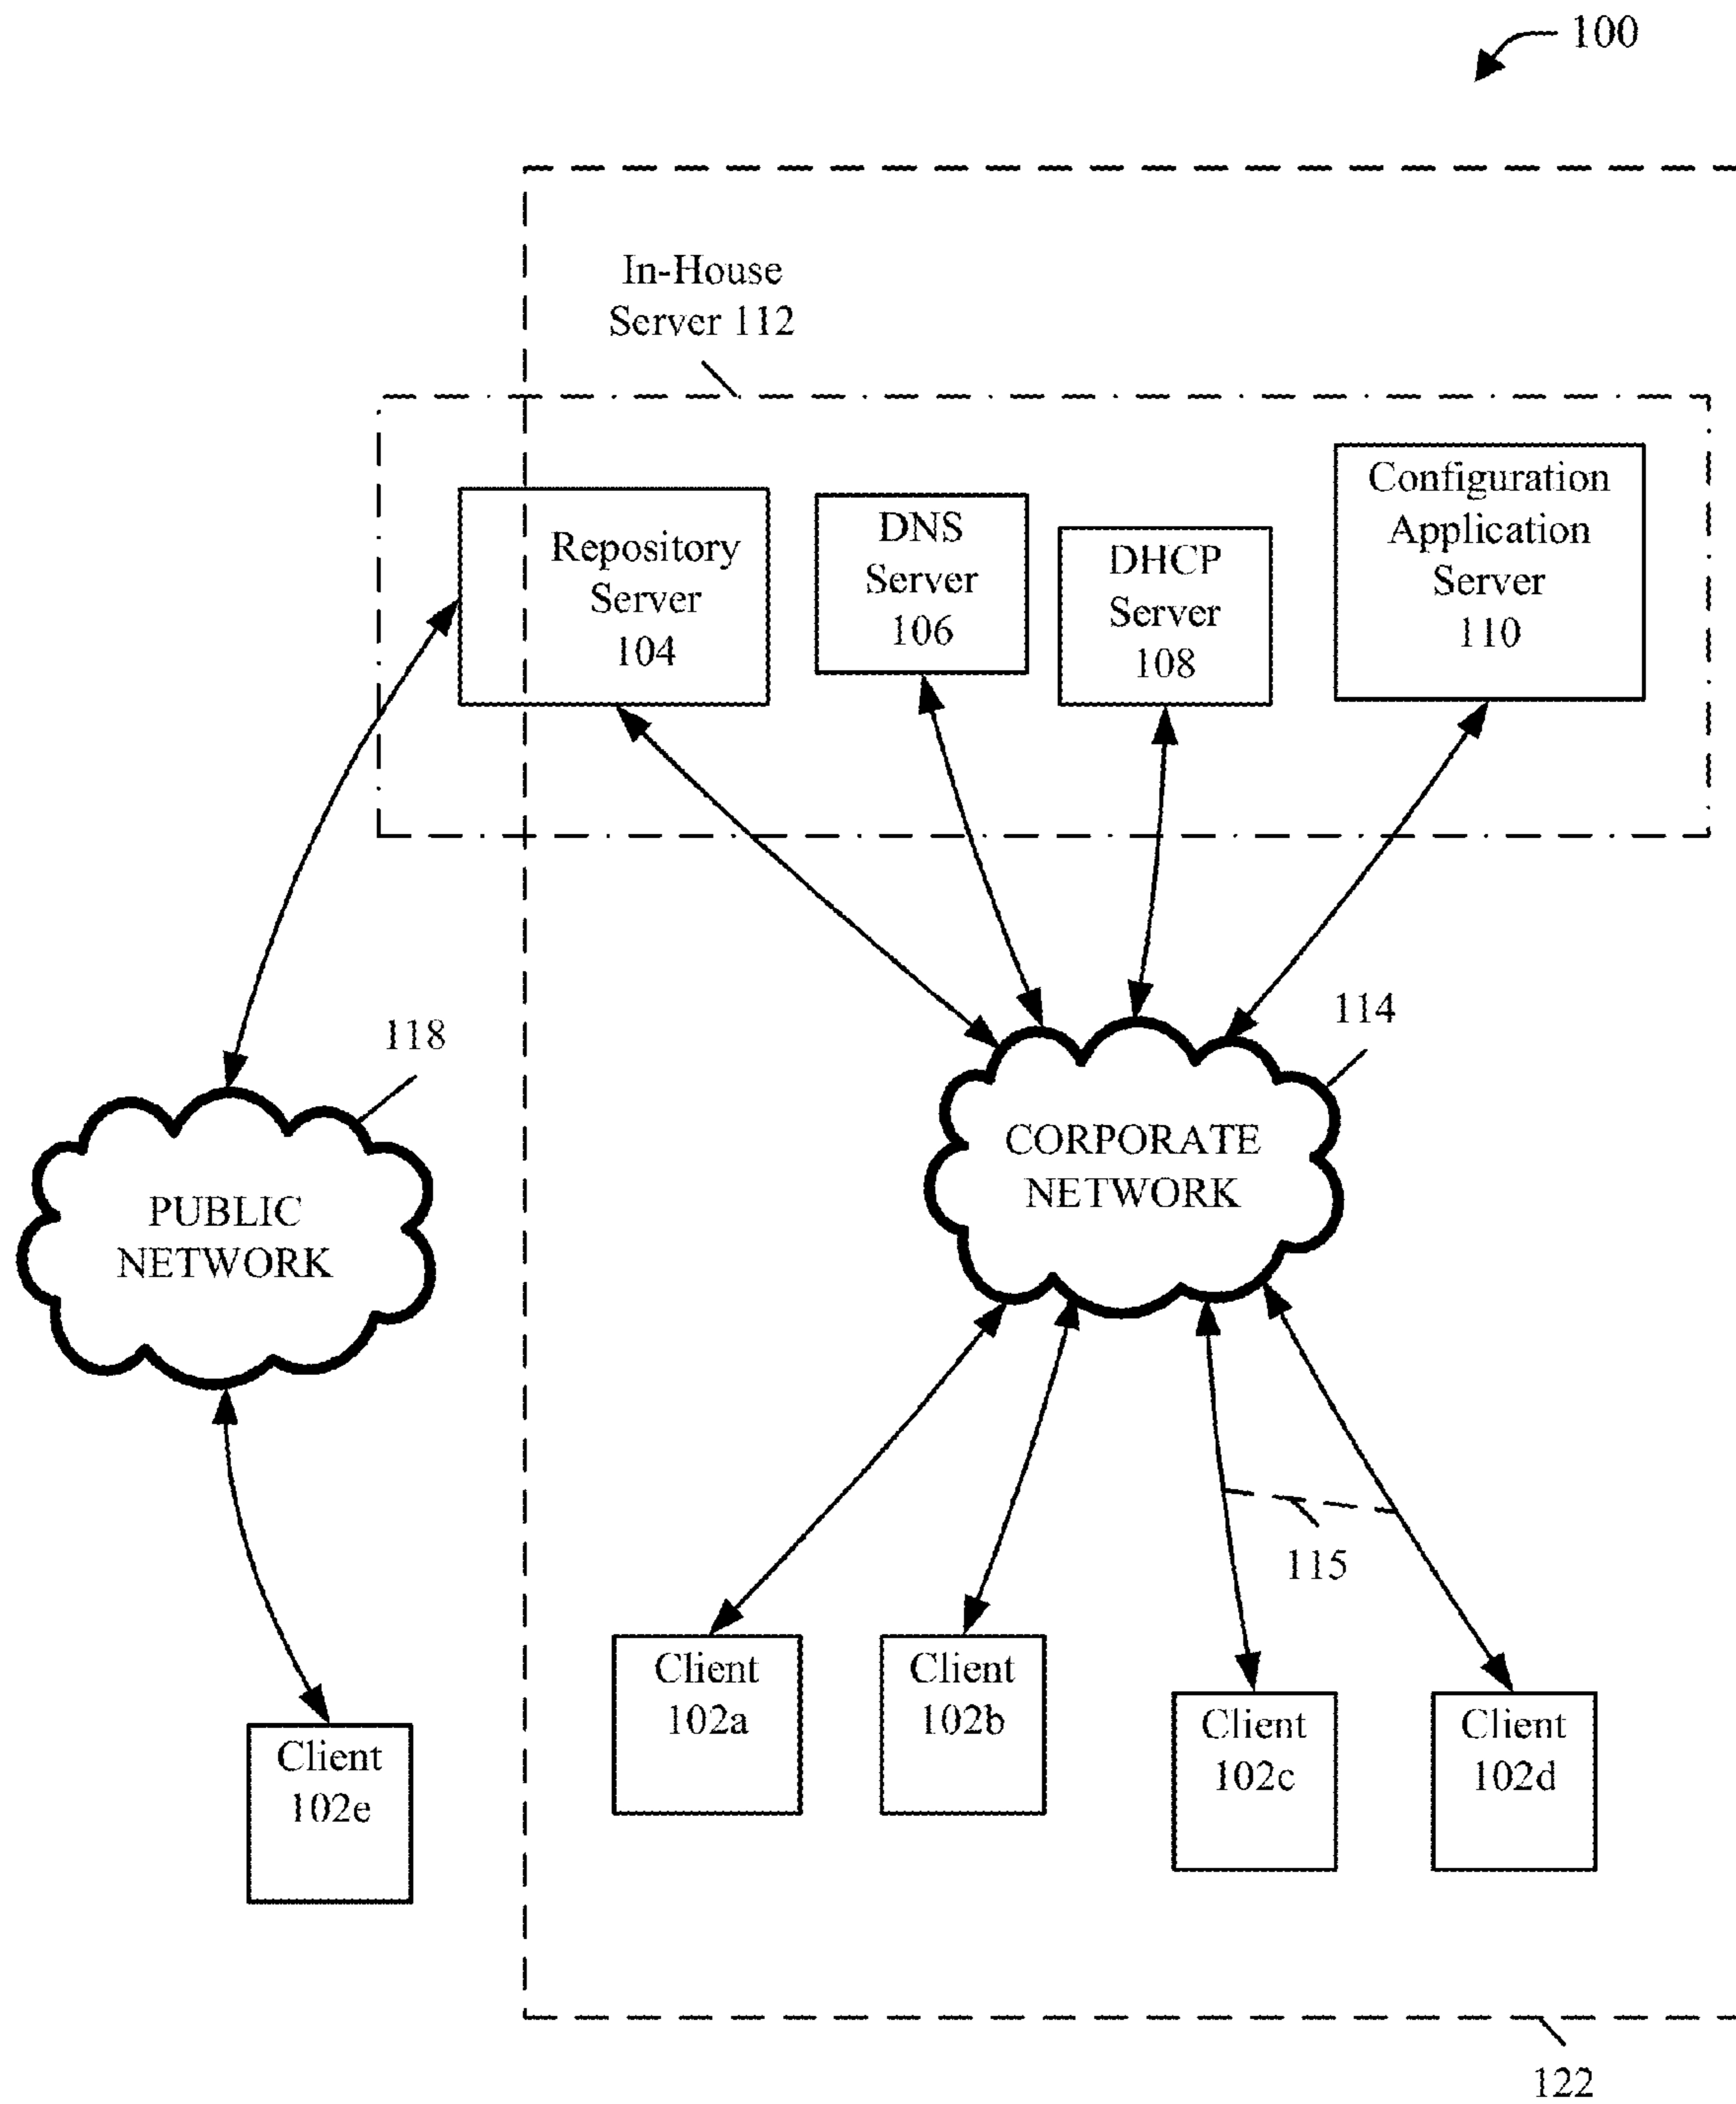 100
In-House
Server 112
Repository
Server
104
DNS
Server
106
DHCP
Server
108
Configuration
Application
Server
110
118
114
PUBLIC
NETWORK
CORPORATE
NETWORK
115
Client
102a
Client
102b
Client
102c
Client
102d
Client
102e
122